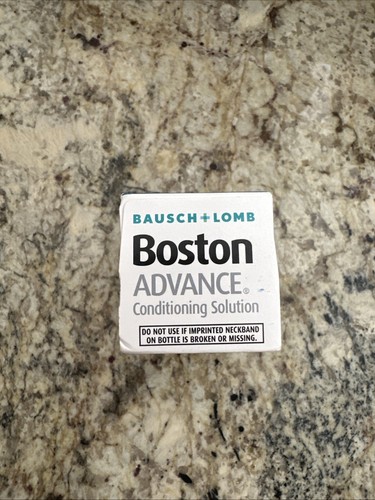 BAUSCH+LOMB
Boston
ADVANCE®
Conditioning Solution
DO NOT USE IF IMPRINTED NECKBAND
ON BOTTLE IS BROKEN OR MISSING.